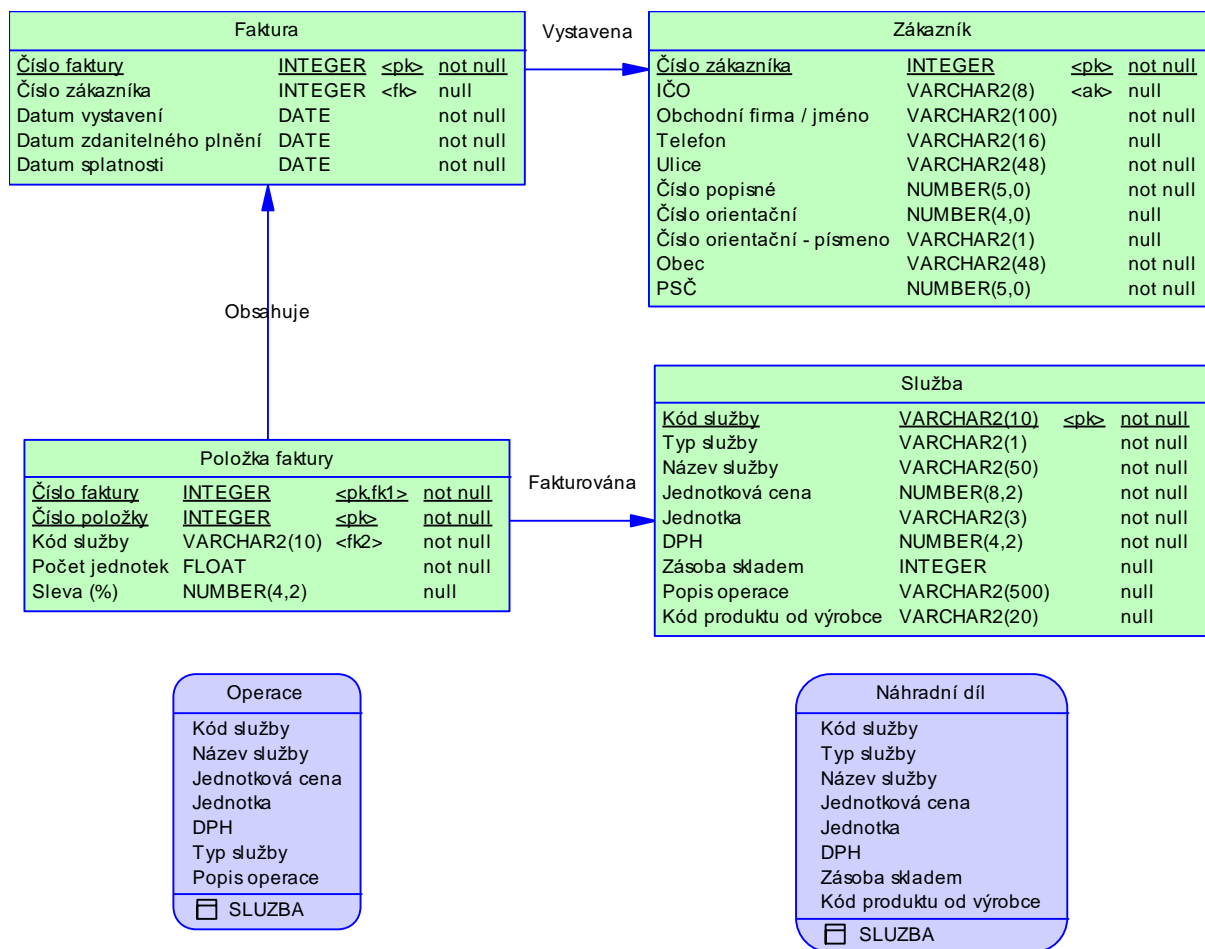 Faktura
Číslo faktury INTEGER <pk> not null
Číslo zákazníka INTEGER <fk> null
Datum vystavení DATE not null
Datum zdanitelného plnění DATE not null
Datum splatnosti DATE not null
Vystavena
Zákazník
Číslo zákazníka INTEGER <pk> not null
IČO VARCHAR2(8) <ak> null
Obchodní firma / jméno VARCHAR2(100) not null
Telefon VARCHAR2(16) null
Ulice VARCHAR2(48) not null
Číslo popisné NUMBER(5,0) not null
Číslo orientační NUMBER(4,0) null
Číslo orientační - písmeno VARCHAR2(1) null
Obec VARCHAR2(48) not null
PSČ NUMBER(5,0) not null
Obsahuje
Položka faktury
Číslo faktury INTEGER <pk,fk1> not null
Číslo položky INTEGER <pk> not null
Kód služby VARCHAR2(10) <fk2> not null
Počet jednotek FLOAT not null
Sleva (%) NUMBER(4,2) null
Fakturována
Služba
Kód služby VARCHAR2(10) <pk> not null
Typ služby VARCHAR2(1) not null
Název služby VARCHAR2(50) not null
Jednotková cena NUMBER(8,2) not null
Jednotka VARCHAR2(3) not null
DPH NUMBER(4,2) not null
Zásoba skladem INTEGER null
Popis operace VARCHAR2(500) null
Kód produktu od výrobce VARCHAR2(20) null
Operace
Kód služby
Název služby
Jednotková cena
Jednotka
DPH
Typ služby
Popis operace
SLUZBA
Náhradní díl
Kód služby
Typ služby
Název služby
Jednotková cena
Jednotka
DPH
Zásoba skladem
Kód produktu od výrobce
SLUZBA